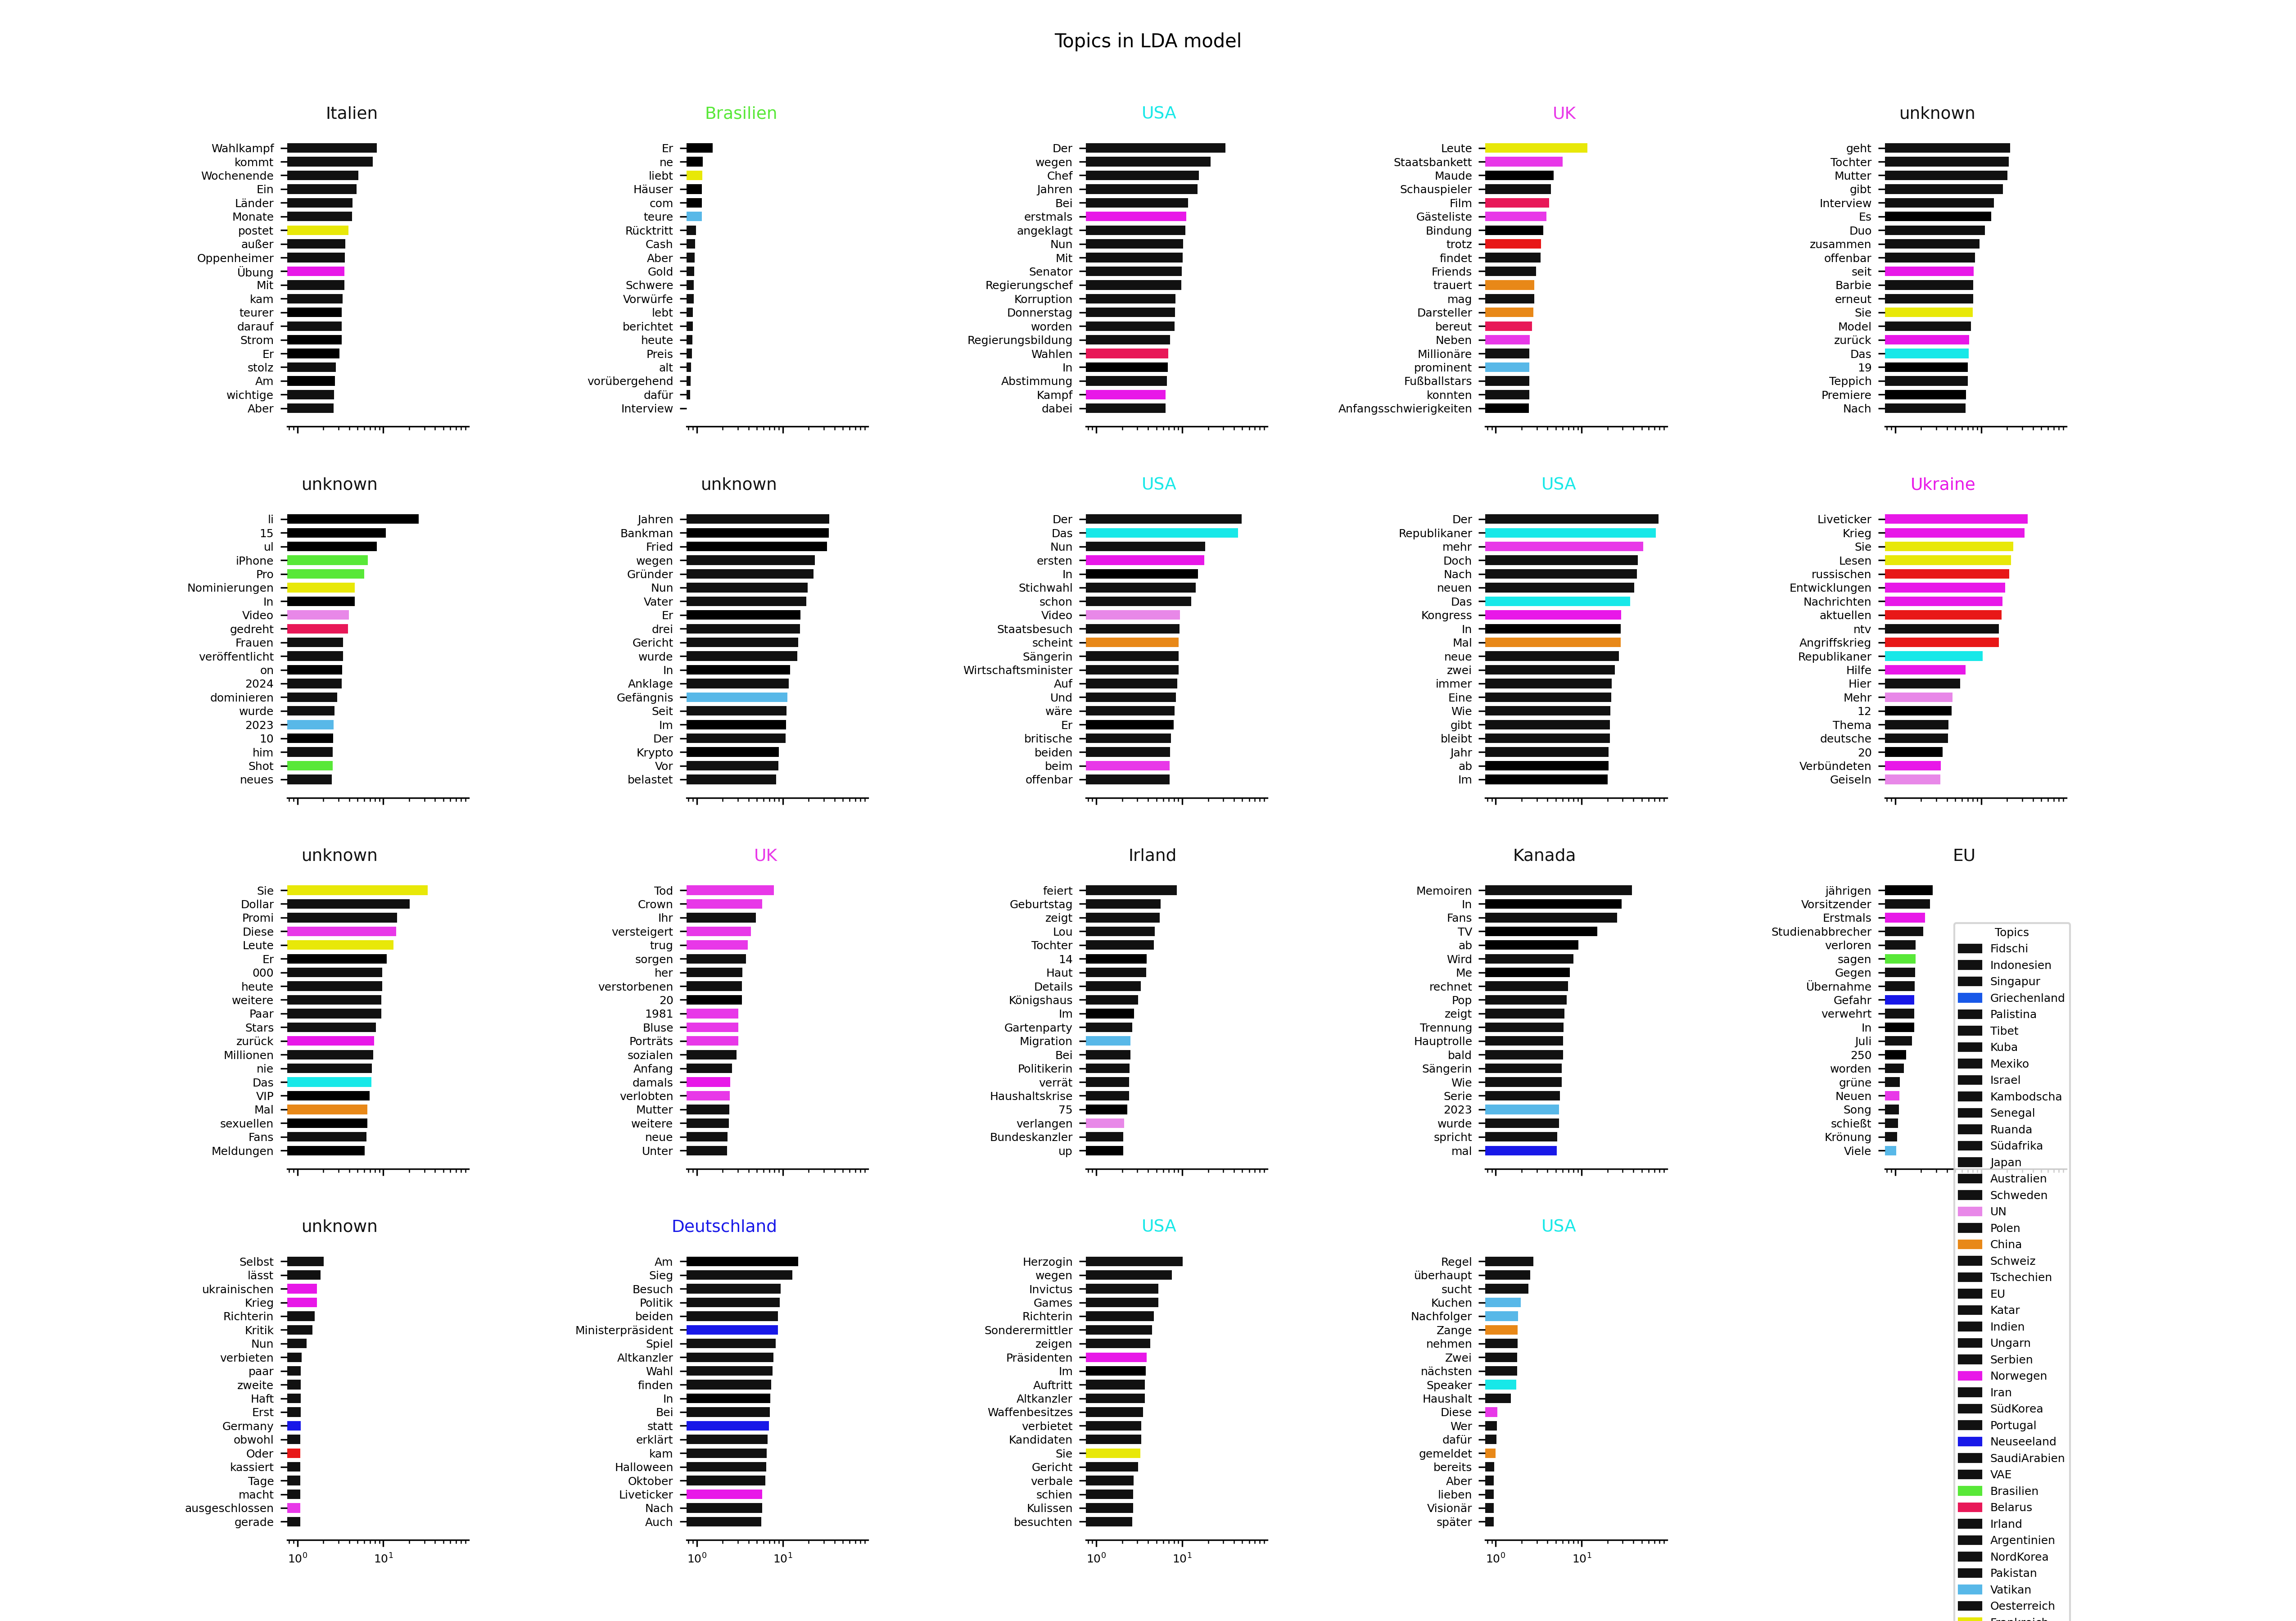 Topics in LDA model
Italien
Wahlkampf
kommt
Wochenende
Ein
Länder
Monate
postet
außer
Oppenheimer
Übung
Mit
kam
teurer
darauf
Strom
Er
stolz
Am
wichtige
Aber
Brasilien
Er
ne
liebt
Häuser
com
teure
Rücktritt
Cash
Aber
Gold
Schwere
Vorwürfe
lebt
berichtet
heute
Preis
alt
vorübergehend
dafür
Interview
USA
Der
wegen
Chef
Jahren
Bei
erstmals
angeklagt
Nun
Mit
Senator
Regierungschef
Korruption
Donnerstag
worden
Regierungsbildung
Wahlen
In
Abstimmung
Kampf
dabei
UK
Leute
Staatsbankett
Maude
Schauspieler
Film
Gästeliste
Bindung
trotz
findet
Friends
trauert
mag
Darsteller
bereut
Neben
Millionäre
prominent
Fußballstars
konnten
Anfangsschwierigkeiten
unknown
geht
Tochter
Mutter
gibt
Interview
Es
Duo
zusammen
offenbar
seit
Barbie
erneut
Sie
Model
zurück
Das
19
Teppich
Premiere
Nach
unknown
li
15
ul
iPhone
Pro
Nominierungen
In
Video
gedreht
Frauen
veröffentlicht
on
2024
dominieren
wurde
2023
10
him
Shot
neues
unknown
Jahren
Bankman
Fried
wegen
Gründer
Nun
Vater
Er
drei
Gericht
wurde
In
Anklage
Gefängnis
Seit
Im
Der
Krypto
Vor
belastet
USA
Der
Das
Nun
ersten
In
Stichwahl
schon
Video
Staatsbesuch
scheint
Sängerin
Wirtschaftsminister
Auf
Und
wäre
Er
britische
beiden
beim
offenbar
USA
Der
Republikaner
mehr
Doch
Nach
neuen
Das
Kongress
In
Mal
neue
zwei
immer
Eine
Wie
gibt
bleibt
Jahr
ab
Im
Ukraine
Liveticker
Krieg
Sie
Lesen
russischen
Entwicklungen
Nachrichten
aktuellen
ntv
Angriffskrieg
Republikaner
Hilfe
Hier
Mehr
12
Thema
deutsche
20
Verbündeten
Geiseln
unknown
Sie
Dollar
Promi
Diese
Leute
Er
000
heute
weitere
Paar
Stars
zurück
Millionen
nie
Das
VIP
Mal
sexuellen
Fans
Meldungen
UK
Tod
Crown
Ihr
versteigert
trug
sorgen
her
verstorbenen
20
1981
Bluse
Porträts
sozialen
Anfang
damals
verlobten
Mutter
weitere
neue
Unter
Irland
feiert
Geburtstag
zeigt
Lou
Tochter
14
Haut
Details
Königshaus
Im
Gartenparty
Migration
Bei
Politikerin
verrät
Haushaltskrise
75
verlangen
Bundeskanzler
up
Kanada
Memoiren
In
Fans
TV
ab
Wird
Me
rechnet
Pop
zeigt
Trennung
Hauptrolle
bald
Sängerin
Wie
Serie
2023
wurde
spricht
mal
EU
jährigen
Vorsitzender
Erstmals
Studienabbrecher
verloren
sagen
Gegen
Übernahme
Gefahr
verwehrt
In
Juli
250
worden
grüne
Neuen
Song
schießt
Krönung
Viele
unknown
Selbst
lässt
ukrainischen
Krieg
Richterin
Kritik
Nun
verbieten
paar
zweite
Haft
Erst
Germany
obwohl
Oder
kassiert
Tage
macht
ausgeschlossen
gerade
10⁰ 10¹
Deutschland
Am
Sieg
Besuch
Politik
beiden
Ministerpräsident
Spiel
Altkanzler
Wahl
finden
In
Bei
statt
erklärt
kam
Halloween
Oktober
Liveticker
Nach
Auch
10⁰ 10¹
USA
Herzogin
wegen
Invictus
Games
Richterin
Sonderermittler
zeigen
Präsidenten
Im
Auftritt
Altkanzler
Waffenbesitzes
verbietet
Kandidaten
Sie
Gericht
verbale
schien
Kulissen
besuchten
10⁰ 10¹
USA
Regel
überhaupt
sucht
Kuchen
Nachfolger
Zange
nehmen
Zwei
nächsten
Speaker
Haushalt
Diese
Wer
dafür
gemeldet
bereits
Aber
lieben
Visionär
später
10⁰ 10¹
Topics
Fidschi
Indonesien
Singapur
Griechenland
Palistina
Tibet
Kuba
Mexiko
Israel
Kambodscha
Senegal
Ruanda
Südafrika
Japan
Australien
Schweden
UN
Polen
China
Schweiz
Tschechien
EU
Katar
Indien
Ungarn
Serbien
Norwegen
Iran
SüdKorea
Portugal
Neuseeland
SaudiArabien
VAE
Brasilien
Belarus
Irland
Argentinien
NordKorea
Pakistan
Vatikan
Oesterreich